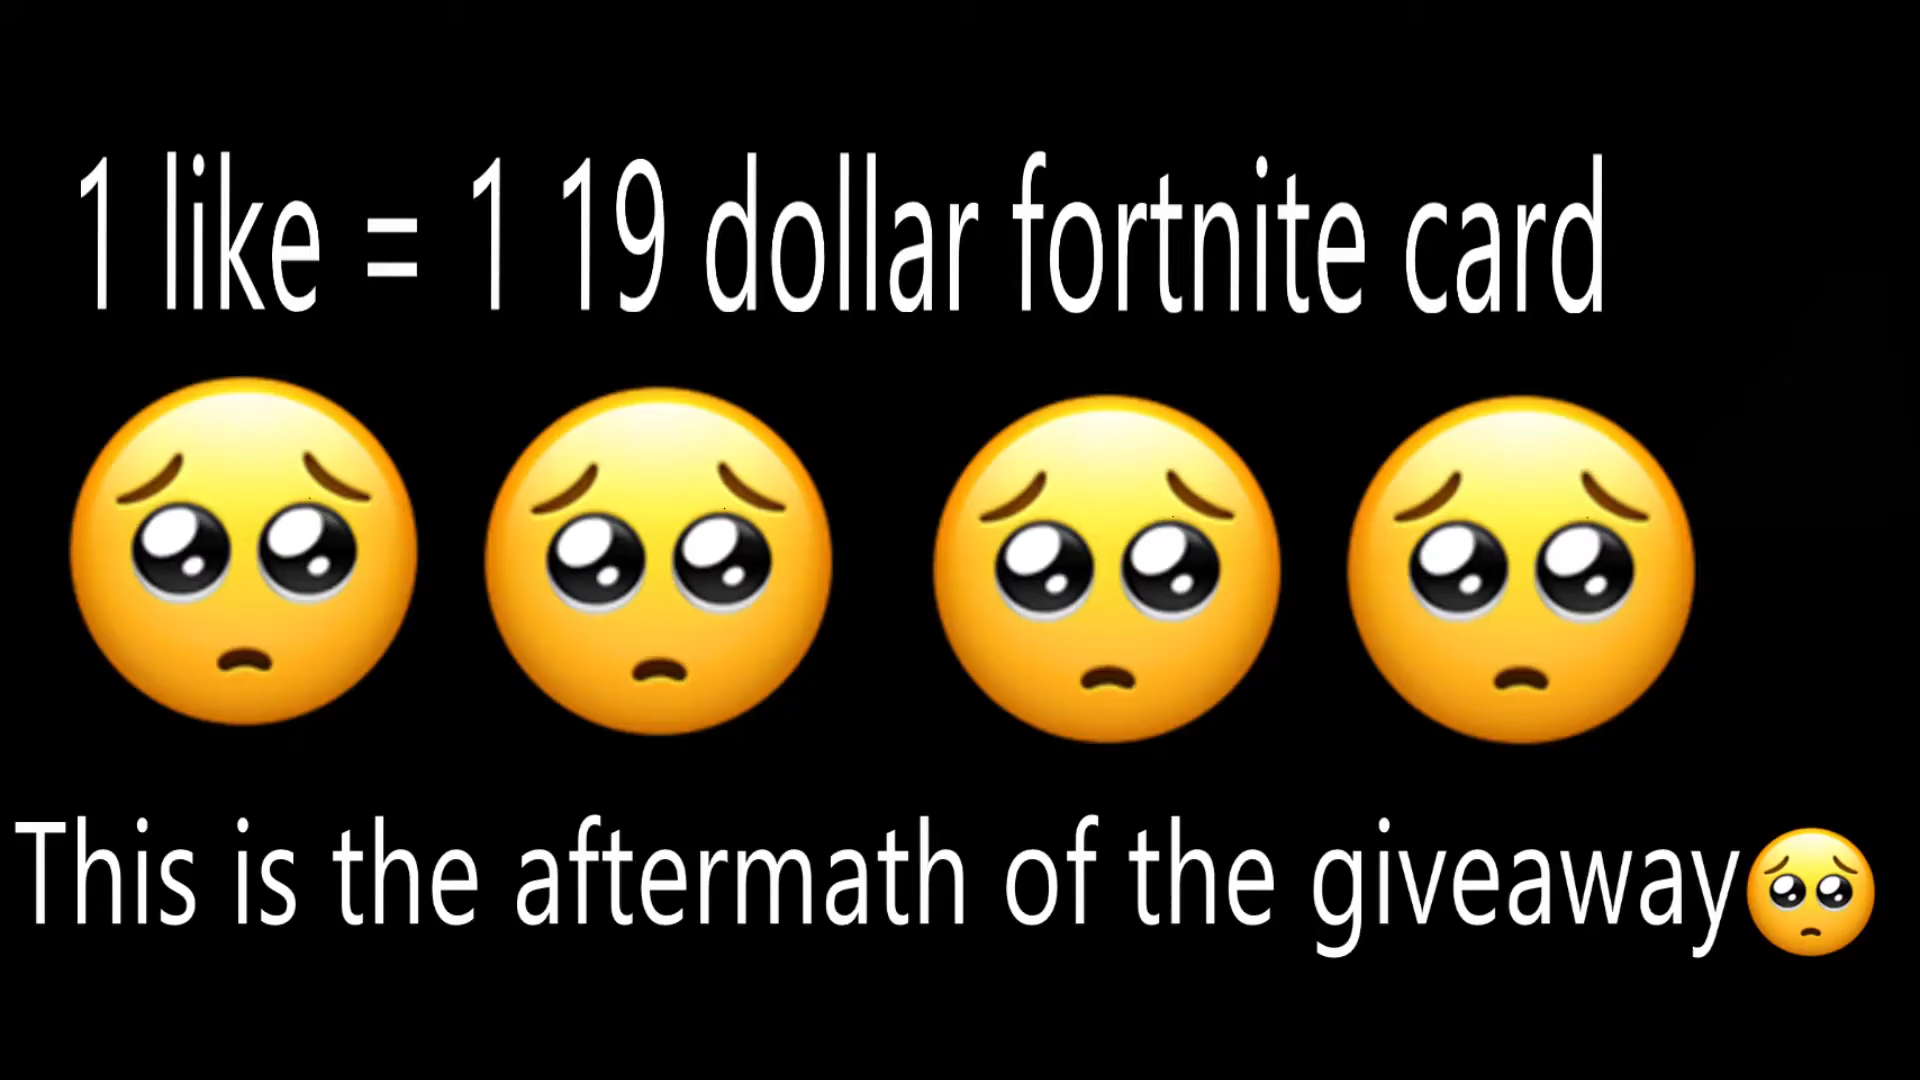 1 like = 1 19 dollar fortnite card
🥺 🥺 🥺 🥺
This is the aftermath of the giveaway🥺